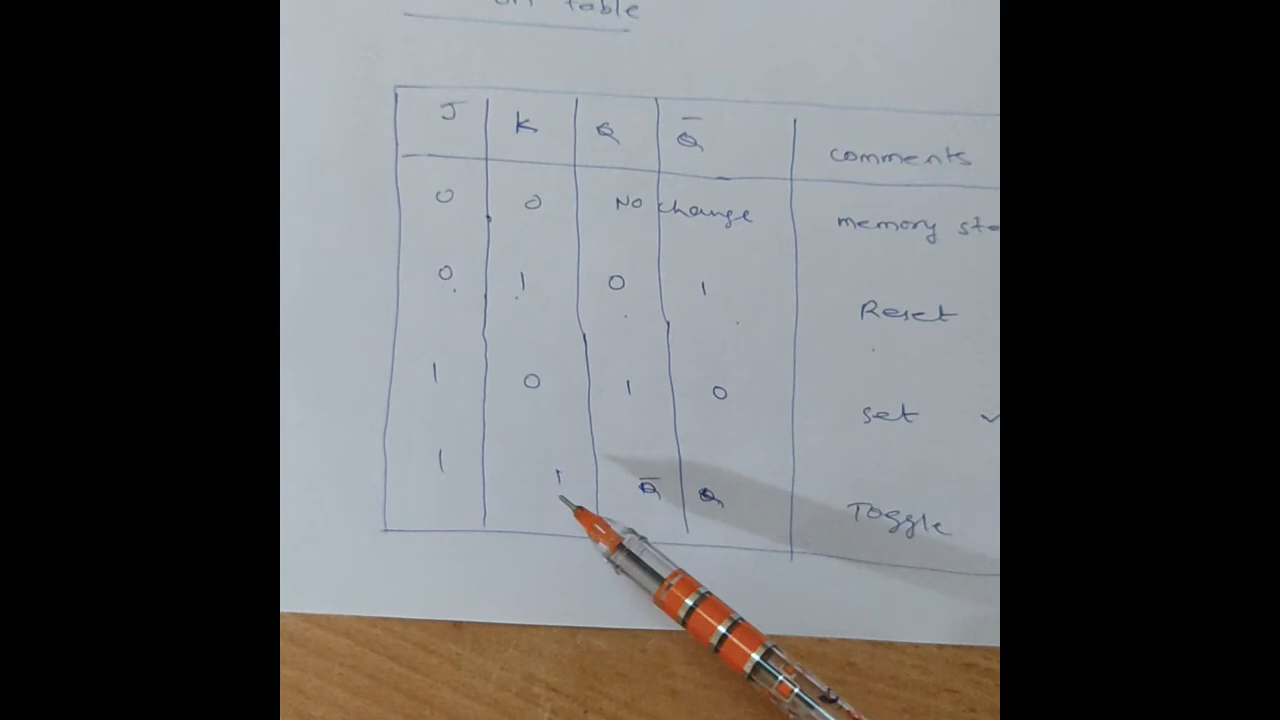 table
J K Q Q̅ comments
0 0 No change memory
0 1 0 1 Reset
1 0 1 0 set
1 1 Q̅ Q Toggle